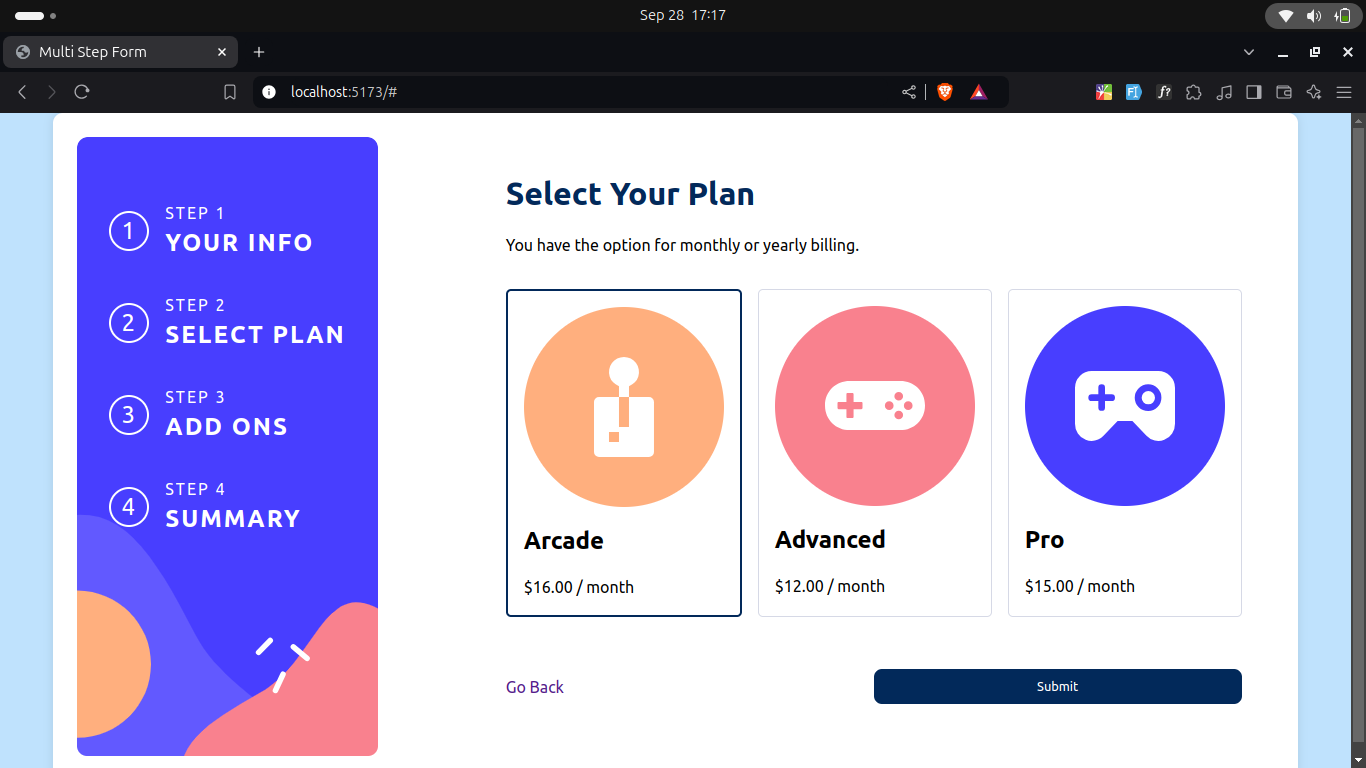 Sep 28 17:17
Multi Step Form
localhost:5173/#
1
STEP 1
YOUR INFO
2
STEP 2
SELECT PLAN
3
STEP 3
ADD ONS
4
STEP 4
SUMMARY
Select Your Plan
You have the option for monthly or yearly billing.
Arcade
$16.00 / month
Advanced
$12.00 / month
Pro
$15.00 / month
Go Back
Submit